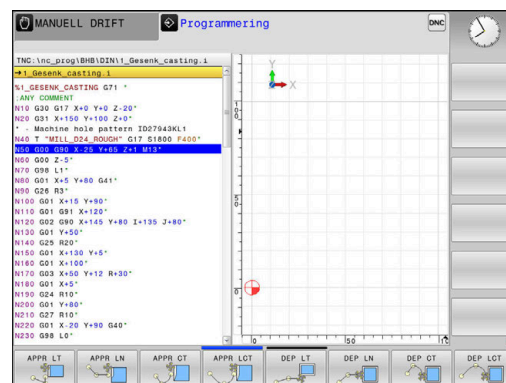 MANUELL DRIFT
Programmering
DNC
TNC:\nc_prog\BHB\DIN\1_Gesenk_casting.i
→1_Gesenk_casting.i
%1_GESENK_CASTING G71 *
;ANY COMMENT
N10 G30 G17 X+0 Y+0 Z-20*
N20 G31 X+150 Y+100 Z+0*
* - Machine hole pattern ID27943KL1
N40 T "MILL_D24_ROUGH" G17 S1800 F400*
N50 G00 G90 X-25 Y+65 Z+1 M13*
N60 G00 Z-5*
N70 G98 L1*
N80 G01 X+5 Y+80 G41*
N90 G26 R3*
N100 G01 X+15 Y+90*
N110 G01 G91 X+120*
N120 G02 G90 X+145 Y+80 I+135 J+80*
N130 G01 Y+50*
N140 G25 R20*
N150 G01 X+130 Y+5*
N160 G01 X+100*
N170 G03 X+50 Y+12 R+30*
N180 G01 X+5*
N190 G24 R10*
N200 G01 Y+80*
N210 G27 R10*
N220 G01 X-20 Y+90 G40*
N230 G98 L0*
Y
X
100
50
0
0
50
APPR LT
APPR LN
APPR CT
APPR LCT
DEP LT
DEP LN
DEP CT
DEP LCT